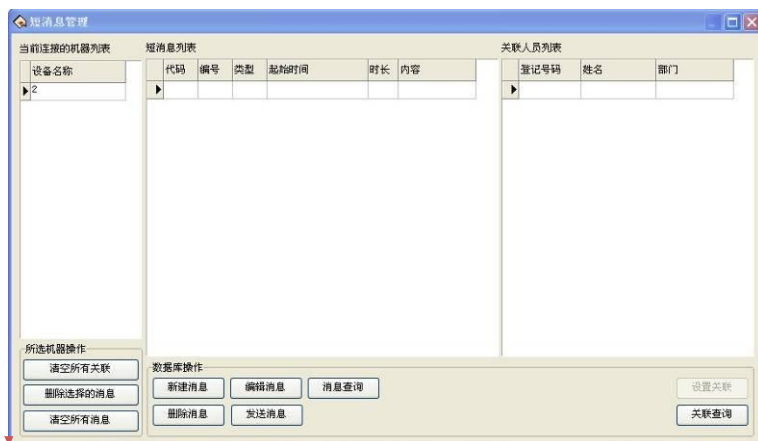 短消息管理
当前连接的机器列表
设备名称
2
短消息列表
代码 编号 类型 起始时间 时长 内容
关联人员列表
登记号码 姓名 部门
所选机器操作
清空所有关联
删除选择的消息
清空所有消息
数据库操作
新建消息 编辑消息 消息查询
删除消息 发送消息
设置关联
关联查询